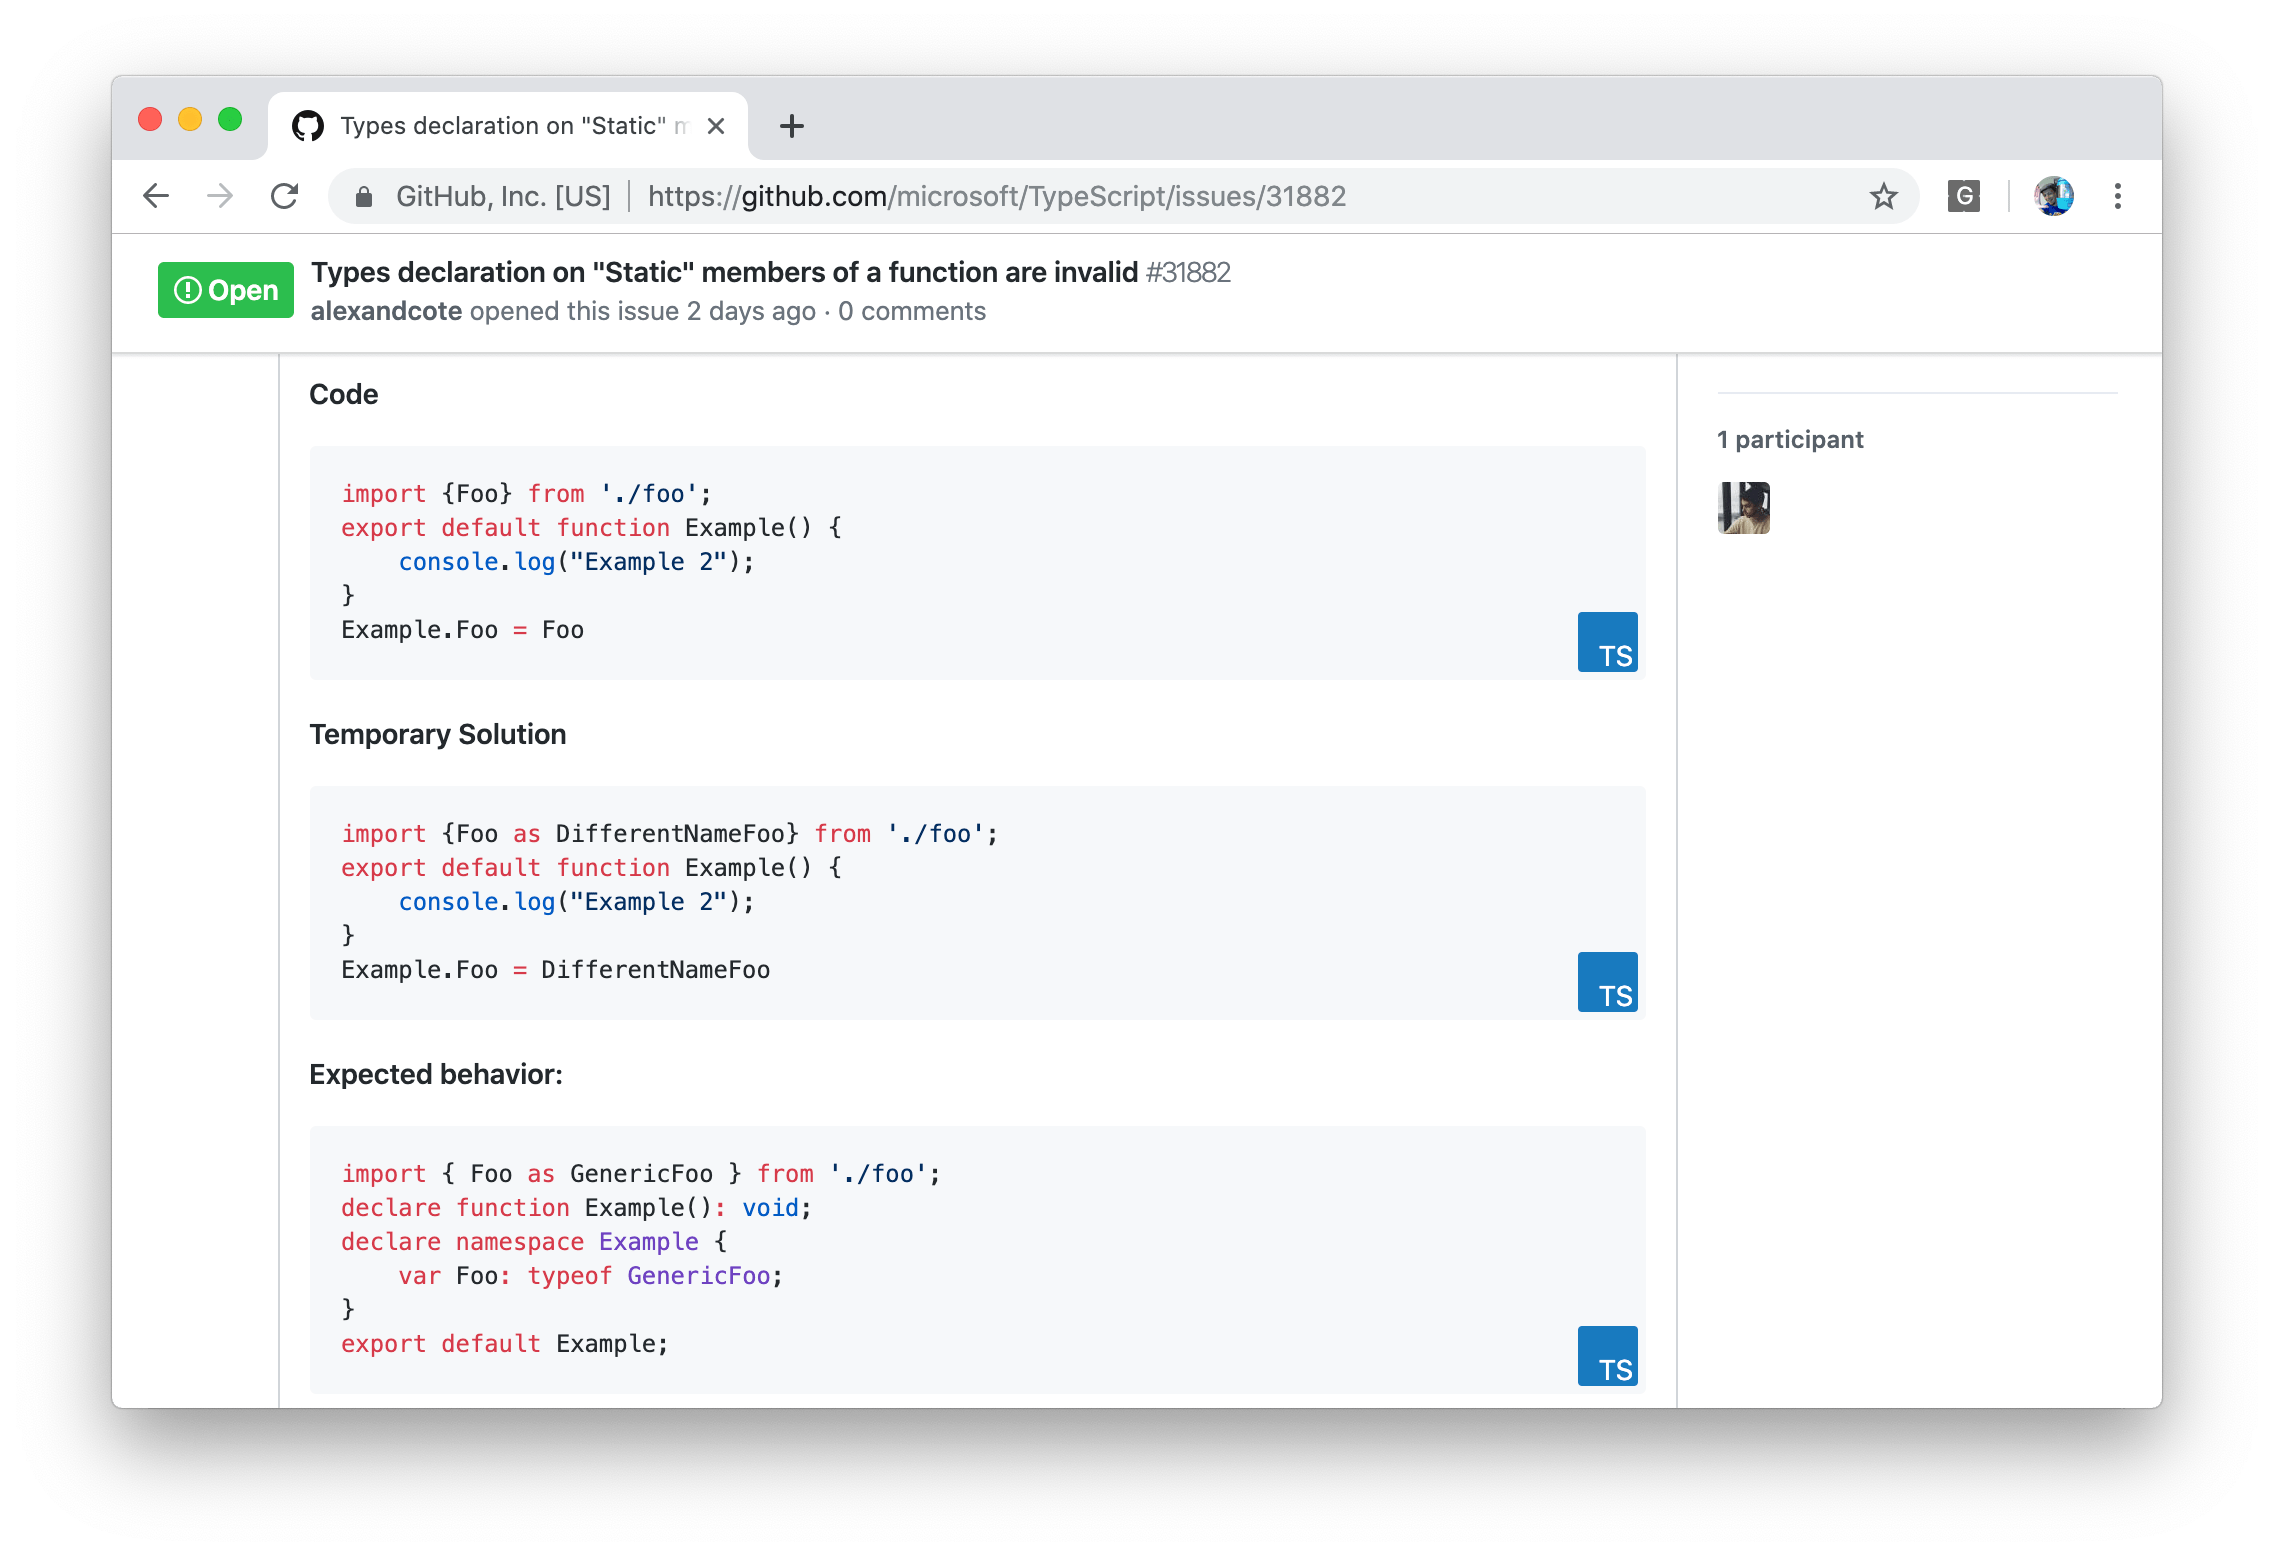 Types declaration on "Static"
GitHub, Inc. [US] https://github.com/microsoft/TypeScript/issues/31882
G
Open
Types declaration on "Static" members of a function are invalid #31882
alexandcote opened this issue 2 days ago · 0 comments
Code
import {Foo} from './foo';
export default function Example() {
    console.log("Example 2");
}
Example.Foo = Foo
TS
Temporary Solution
import {Foo as DifferentNameFoo} from './foo';
export default function Example() {
    console.log("Example 2");
}
Example.Foo = DifferentNameFoo
TS
Expected behavior:
import { Foo as GenericFoo } from './foo';
declare function Example(): void;
declare namespace Example {
    var Foo: typeof GenericFoo;
}
export default Example;
TS
1 participant